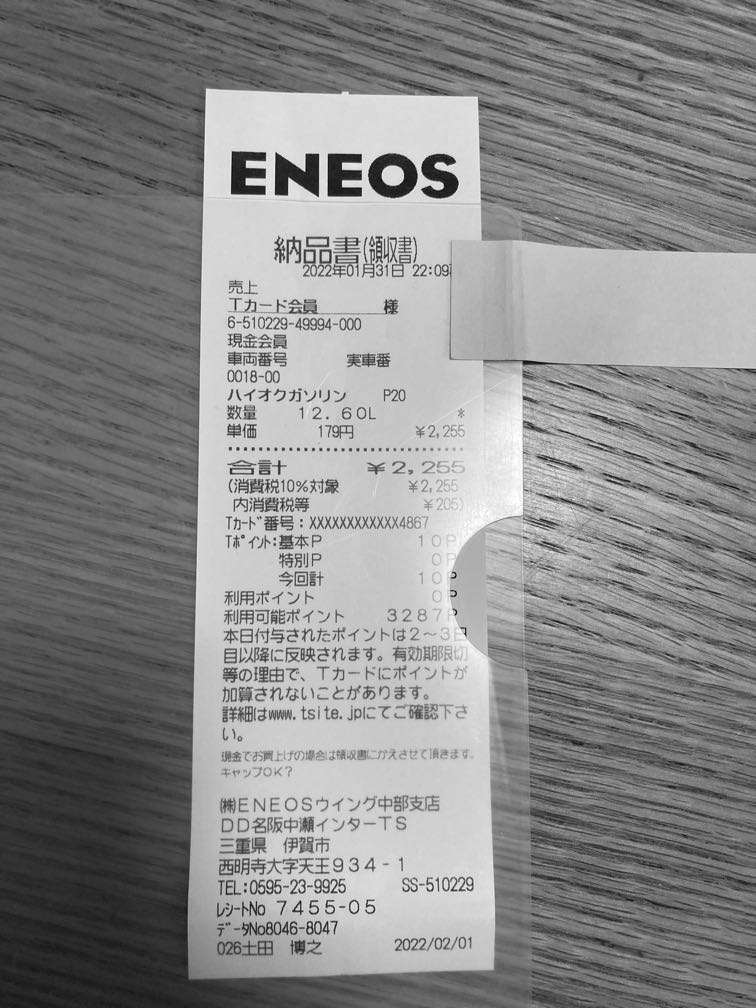 ENEOS
納品書(領収書)
2022年01月31日 22:09
売上
Tカード会員 様
6-510229-49994-000
現金会員
車両番号 実車番
0018-00
ハイオクガソリン P20
数量 12.60L *
単価 179円 ¥2,255
合計 ¥2,255
(消費税10%対象 ¥2,255
内消費税等 ¥205)
Tカード番号:XXXXXXXXXXXX4867
Tポイント:基本P 10P
特別P 0P
今回計 10P
利用ポイント 0P
利用可能ポイント 3287P
本日付与されたポイントは2~3日
目以降に反映されます。有効期限切
等の理由で、Tカードにポイントが
加算されないことがあります。
詳細はwww.tsite.jpにてご確認下さ
い。
現金でお買上げの場合は領収書にかえさせて頂きます。
キャップOK?
㈱ENEOSウイング中部支店
DD名阪中瀬インターTS
三重県 伊賀市
西明寺大字天王934-1
TEL:0595-23-9925 SS-510229
レシートNo 7455-05
データNo8046-8047
026土田 博之 2022/02/01